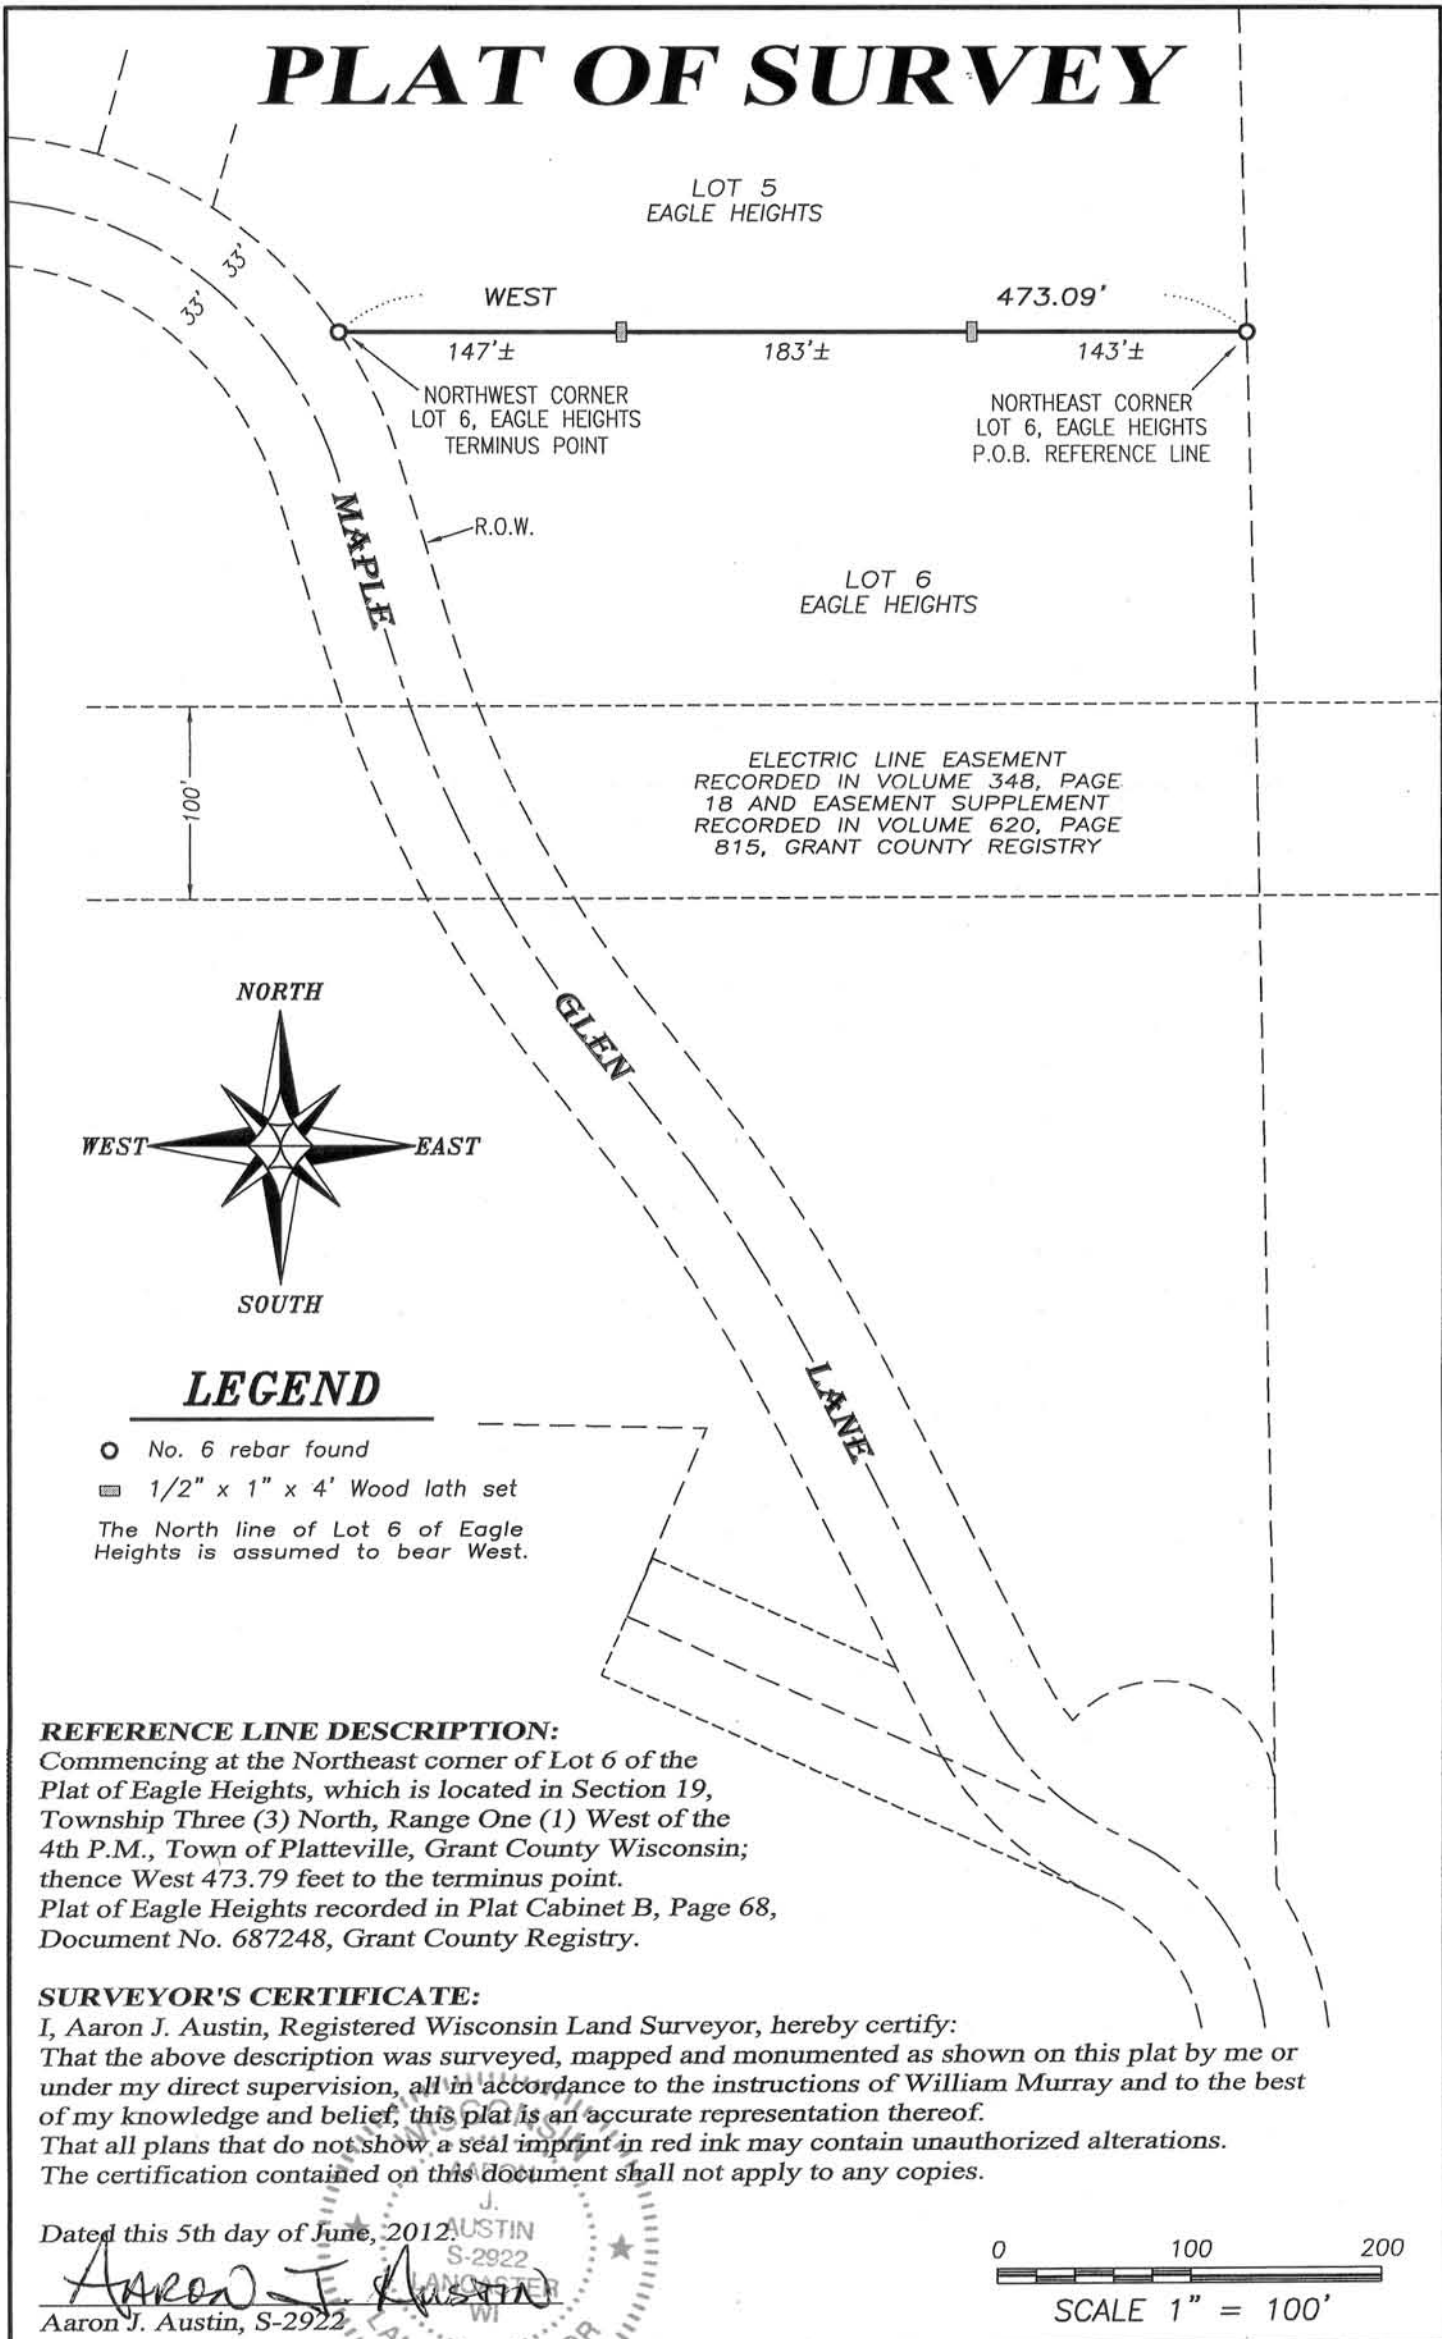 PLAT OF SURVEY
LOT 5
EAGLE HEIGHTS
33'
33'
WEST
473.09'
147'±
183'±
143'±
NORTHWEST CORNER
LOT 6, EAGLE HEIGHTS
TERMINUS POINT
NORTHEAST CORNER
LOT 6, EAGLE HEIGHTS
P.O.B. REFERENCE LINE
MAPLE
R.O.W.
LOT 6
EAGLE HEIGHTS
100'
ELECTRIC LINE EASEMENT
RECORDED IN VOLUME 348, PAGE
18 AND EASEMENT SUPPLEMENT
RECORDED IN VOLUME 620, PAGE
815, GRANT COUNTY REGISTRY
GLEN
NORTH
WEST
EAST
SOUTH
LANE
LEGEND
No. 6 rebar found
1/2" x 1" x 4' Wood lath set
The North line of Lot 6 of Eagle
Heights is assumed to bear West.
REFERENCE LINE DESCRIPTION:
Commencing at the Northeast corner of Lot 6 of the
Plat of Eagle Heights, which is located in Section 19,
Township Three (3) North, Range One (1) West of the
4th P.M., Town of Platteville, Grant County Wisconsin;
thence West 473.79 feet to the terminus point.
Plat of Eagle Heights recorded in Plat Cabinet B, Page 68,
Document No. 687248, Grant County Registry.
SURVEYOR'S CERTIFICATE:
I, Aaron J. Austin, Registered Wisconsin Land Surveyor, hereby certify:
That the above description was surveyed, mapped and monumented as shown on this plat by me or
under my direct supervision, all in accordance to the instructions of William Murray and to the best
of my knowledge and belief, this plat is an accurate representation thereof.
That all plans that do not show a seal imprint in red ink may contain unauthorized alterations.
The certification contained on this document shall not apply to any copies.
Dated this 5th day of June, 2012.
WISCONSIN
AARON
J.
AUSTIN
S-2922
LANCASTER
WI
AARON J. AUSTIN
Aaron J. Austin, S-2922
0 100 200
SCALE 1" = 100'